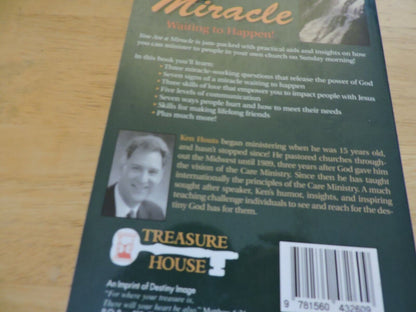 Miracle
Waiting to Happen!
You Are a Miracle is jam-packed with practical aids and insights on how
you can minister to people in your own church on Sunday morning!
In this book you'll learn:
• Three miracle-working questions that release the power of God
• Seven signs of a miracle waiting to happen
• Three skills of love that empower you to impact people with Jesus
• Five levels of communication
• Seven ways people hurt and how to meet their needs
• Skills for making lifelong friends
• Plus much more!
Ken Houts began ministering when he was 15 years old,
and hasn't stopped since! He pastored churches through-
out the Midwest until 1989, three years after God gave him
the vision of the Care Ministry. Since then he has taught
internationally the principles of the Care Ministry. A much
sought after speaker, Ken's humor, insights, and inspiring
teaching challenge individuals to see and reach for the des-
tiny God has for them.
TREASURE
HOUSE
An Imprint of Destiny Image
"For where your treasure is,
There will your heart be also."
9 781560 432609